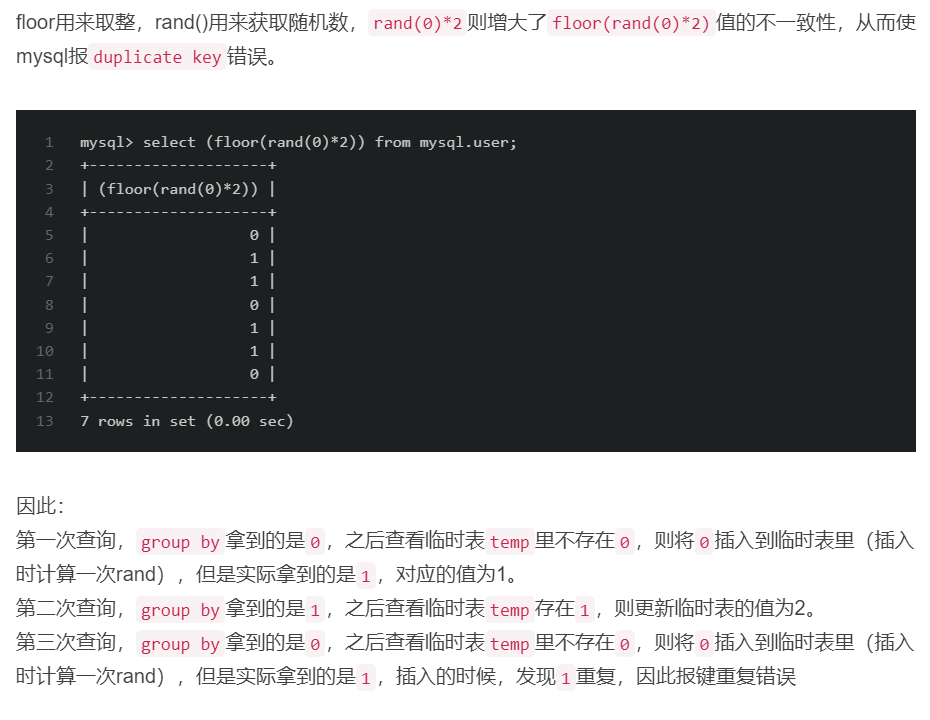 floor用来取整，rand()用来获取随机数，rand(0)*2则增大了floor(rand(0)*2)值的不一致性，从而使
mysql报duplicate key错误。
1 mysql> select (floor(rand(0)*2)) from mysql.user;
2 +--------------------+
3 | (floor(rand(0)*2)) |
4 +--------------------+
5 |                  0 |
6 |                  1 |
7 |                  1 |
8 |                  0 |
9 |                  1 |
10 |                  1 |
11 |                  0 |
12 +--------------------+
13 7 rows in set (0.00 sec)
因此：
第一次查询，group by拿到的是0，之后查看临时表temp里不存在0，则将0插入到临时表里（插入
时计算一次rand），但是实际拿到的是1，对应的值为1。
第二次查询，group by拿到的是1，之后查看临时表temp存在1，则更新临时表的值为2。
第三次查询，group by拿到的是0，之后查看临时表temp里不存在0，则将0插入到临时表里（插入
时计算一次rand），但是实际拿到的是1，插入的时候，发现1重复，因此报键重复错误